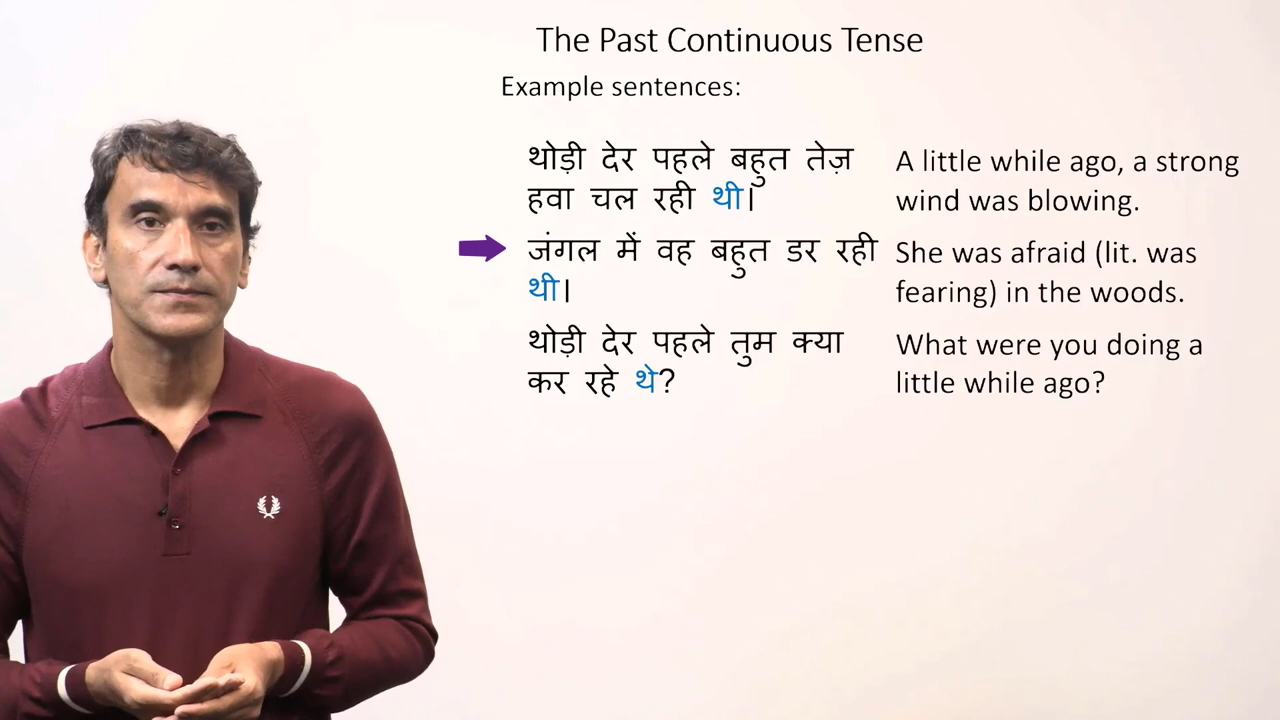 The Past Continuous Tense
Example sentences:
थोड़ी देर पहले बहुत तेज़
हवा चल रही थी।
A little while ago, a strong
wind was blowing.
जंगल में वह बहुत डर रही
थी।
She was afraid (lit. was
fearing) in the woods.
थोड़ी देर पहले तुम क्या
कर रहे थे?
What were you doing a
little while ago?